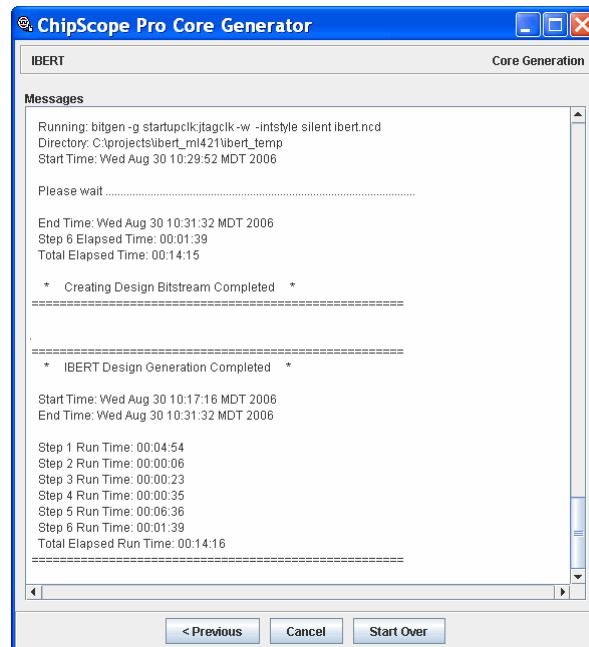 ChipScope Pro Core Generator
IBERT Core Generation
Messages
Running: bitgen -g startupclk:jtagclk -w -intstyle silent ibert.ncd
Directory: C:\projects\ibert_ml421\ibert_temp
Start Time: Wed Aug 30 10:29:52 MDT 2006
Please wait .......................................................................................................
End Time: Wed Aug 30 10:31:32 MDT 2006
Step 6 Elapsed Time: 00:01:39
Total Elapsed Time: 00:14:15
* Creating Design Bitstream Completed *
====================================================
.
====================================================
* IBERT Design Generation Completed *
Start Time: Wed Aug 30 10:17:16 MDT 2006
End Time: Wed Aug 30 10:31:32 MDT 2006
Step 1 Run Time: 00:04:54
Step 2 Run Time: 00:00:06
Step 3 Run Time: 00:00:23
Step 4 Run Time: 00:00:35
Step 5 Run Time: 00:06:36
Step 6 Run Time: 00:01:39
Total Elapsed Run Time: 00:14:16
====================================================
< Previous Cancel Start Over